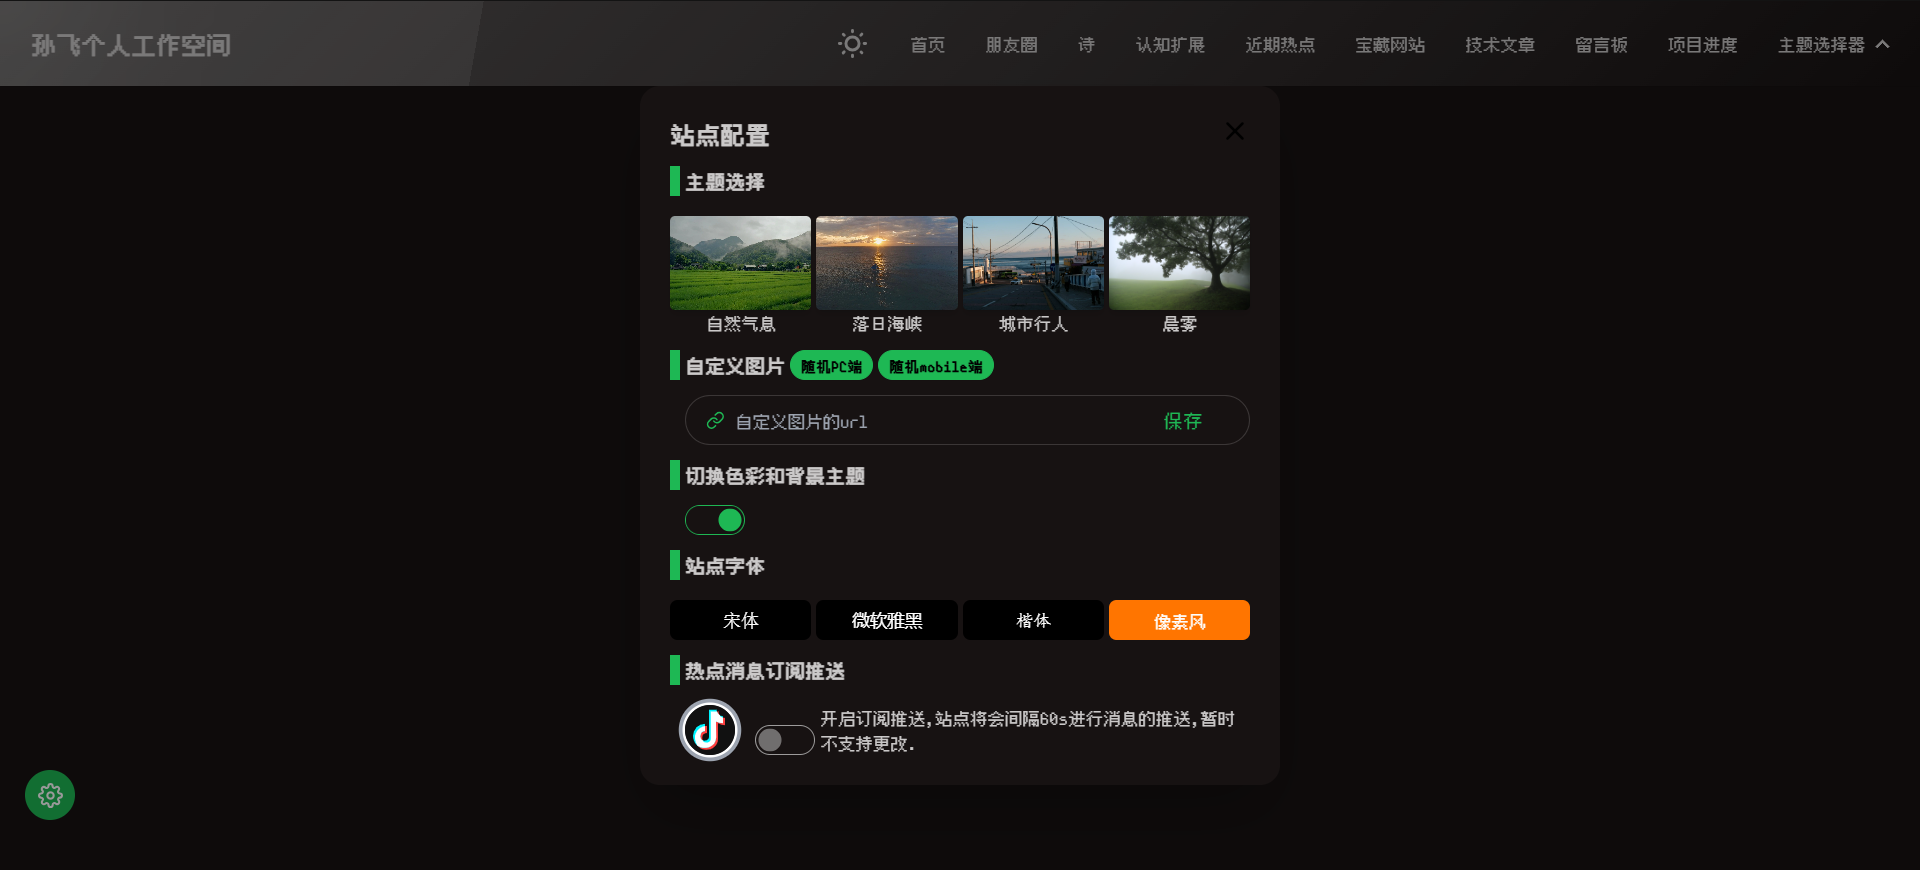 孙飞个人工作空间
首页 朋友圈 诗 认知扩展 近期热点 宝藏网站 技术文章 留言板 项目进度 主题选择器
站点配置
主题选择
自然气息 落日海峡 城市行人 晨雾
自定义图片 随机PC端 随机mobile端
自定义图片的url 保存
切换色彩和背景主题
站点字体
宋体 微软雅黑 楷体 像素风
热点消息订阅推送
开启订阅推送,站点将会间隔60s进行消息的推送,暂时
不支持更改.